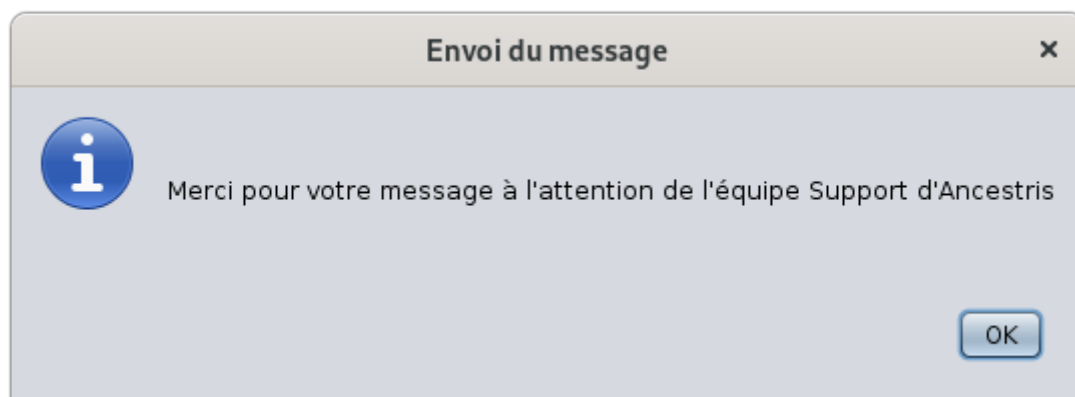 Envoi du message
Merci pour votre message à l'attention de l'équipe Support d'Ancestris
OK